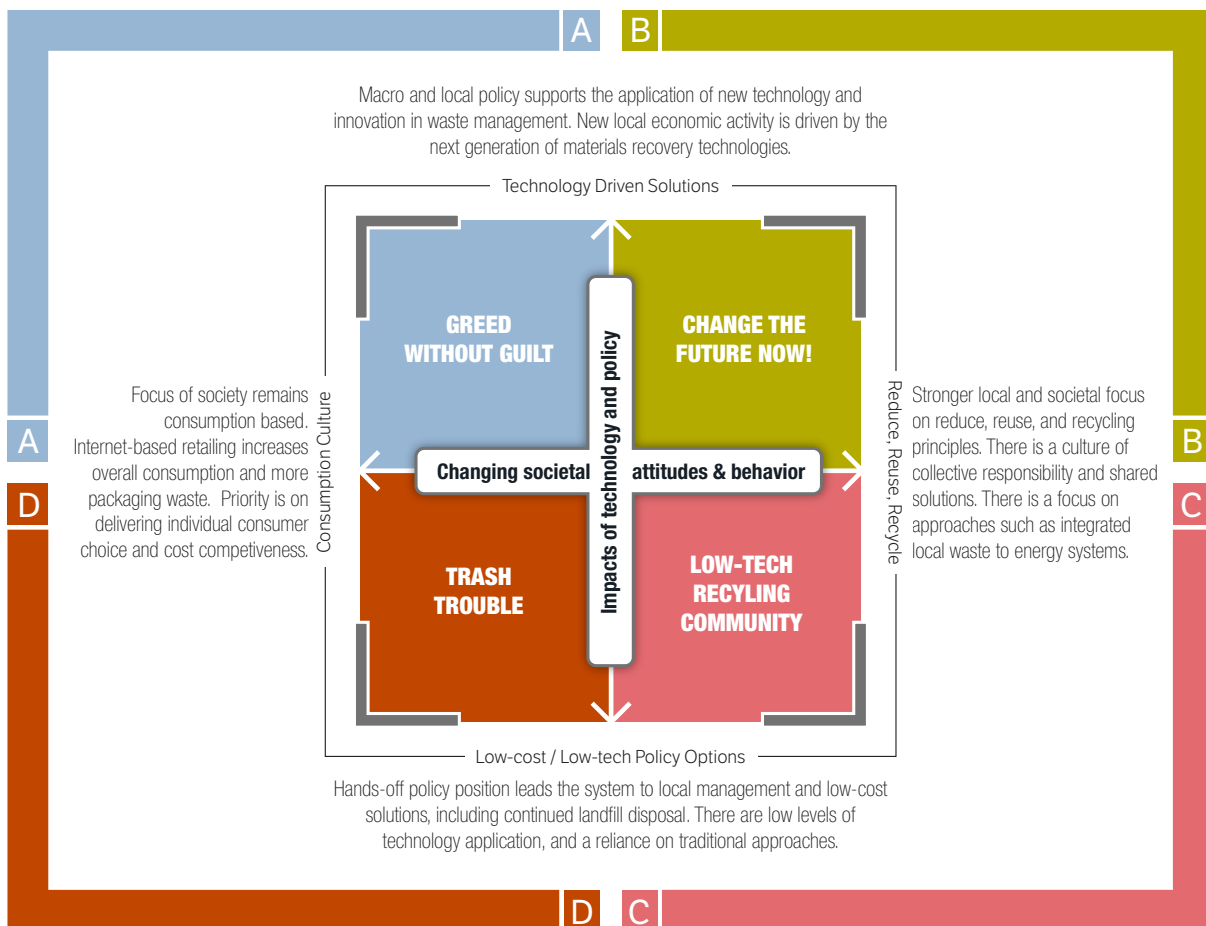 A
B
Macro and local policy supports the application of new technology and
innovation in waste management. New local economic activity is driven by the
next generation of materials recovery technologies.
Technology Driven Solutions
GREED
WITHOUT GUILT
CHANGE THE
FUTURE NOW!
Focus of society remains
consumption based.
Internet-based retailing increases
overall consumption and more
packaging waste. Priority is on
delivering individual consumer
choice and cost competiveness.
Consumption Culture
Impacts of technology and policy
Changing societal attitudes & behavior
Reduce, Reuse, Recycle
Stronger local and societal focus
on reduce, reuse, and recycling
principles. There is a culture of
collective responsibility and shared
solutions. There is a focus on
approaches such as integrated
local waste to energy systems.
A
B
D
C
TRASH
TROUBLE
LOW-TECH
RECYLING
COMMUNITY
Low-cost / Low-tech Policy Options
Hands-off policy position leads the system to local management and low-cost
solutions, including continued landfill disposal. There are low levels of
technology application, and a reliance on traditional approaches.
D
C